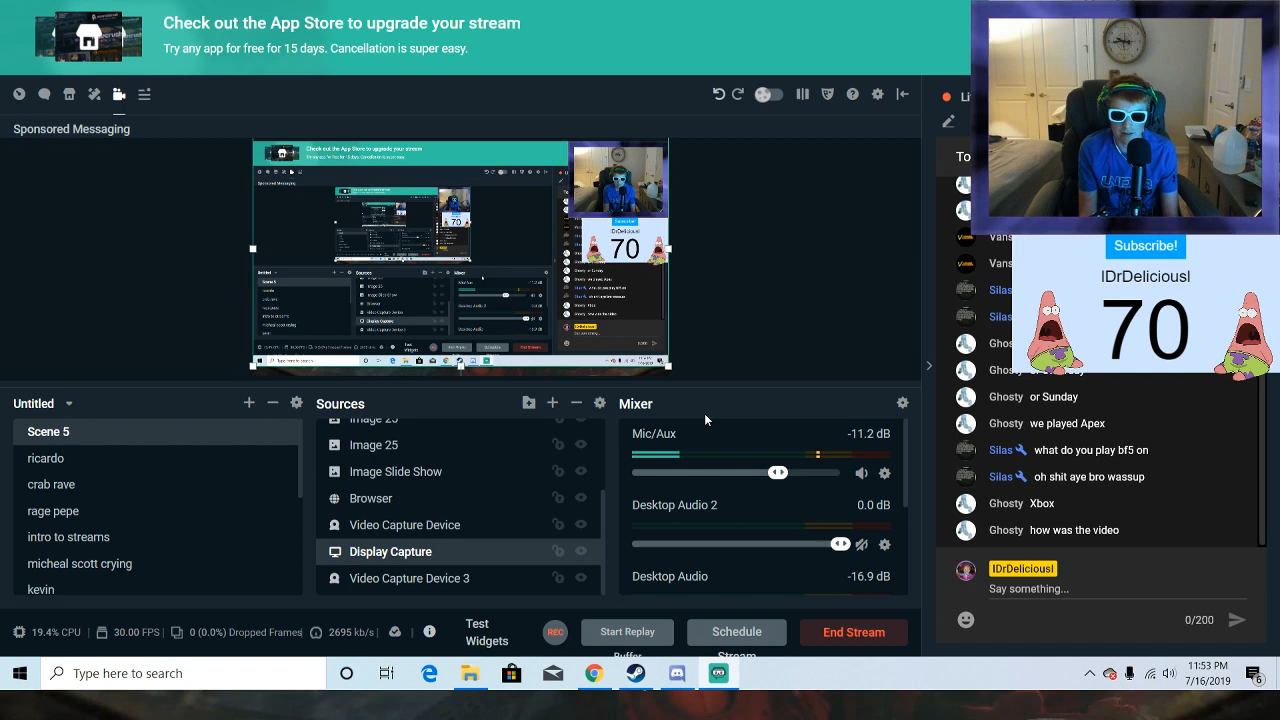 Check out the App Store to upgrade your stream
Try any app for free for 15 days. Cancellation is super easy.
Sponsored Messaging
Untitled
Scene 5
ricardo
crab rave
rage pepe
intro to streams
micheal scott crying
kevin
Sources
Image 25
Image 25
Image Slide Show
Browser
Video Capture Device
Display Capture
Video Capture Device 3
Mixer
Mic/Aux -11.2 dB
Desktop Audio 2 0.0 dB
Desktop Audio -16.9 dB
Subscribe!
IDrDeliciousI
70
Silas
Silas
Ghosty or Sunday
Ghosty we played Apex
Silas what do you play bf5 on
Silas oh shit aye bro wassup
Ghosty Xbox
Ghosty how was the video
IDrDeliciousI
Say something...
0/200
19.4% CPU 30.00 FPS 0 (0.0%) Dropped Frames 2695 kb/s
Test
Widgets
REC
Start Replay
Buffer
Schedule
Stream
End Stream
Type here to search
11:53 PM
7/16/2019
6